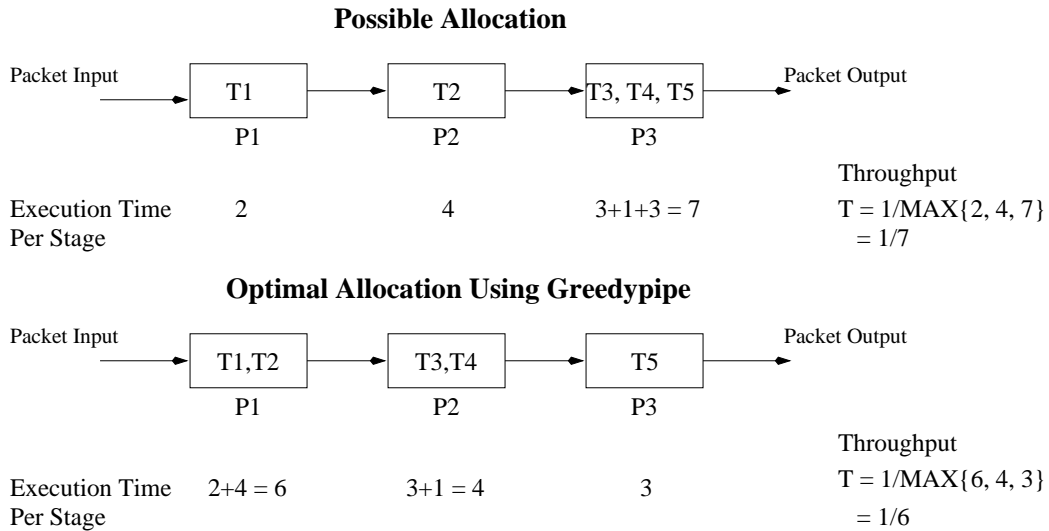 Possible Allocation
Packet Input
Packet Output
T1
T2
T3, T4, T5
P1
P2
P3
Throughput
Execution Time
Per Stage
2
4
3+1+3 = 7
T = 1/MAX{2, 4, 7}
= 1/7
Optimal Allocation Using Greedypipe
Packet Input
Packet Output
T1,T2
T3,T4
T5
P1
P2
P3
Throughput
Execution Time
Per Stage
2+4 = 6
3+1 = 4
3
T = 1/MAX{6, 4, 3}
= 1/6